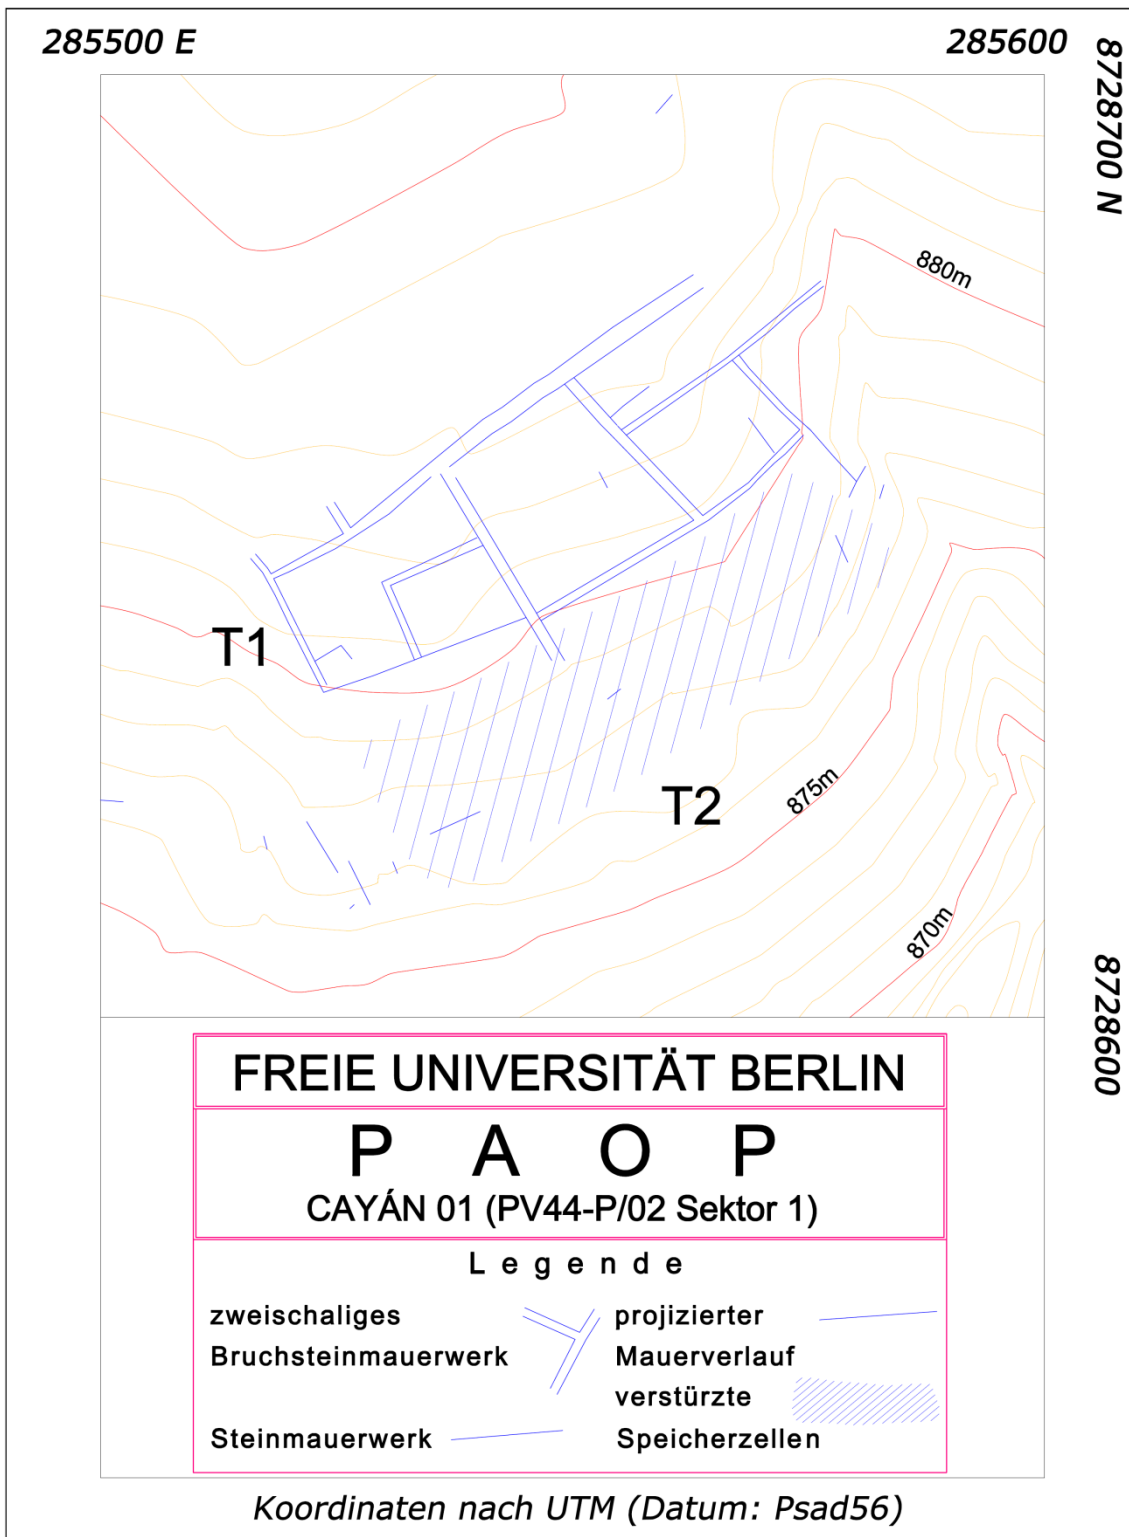 285500 E
285600
8728700 N
880m
T1
875m
T2
870m
8728600
FREIE UNIVERSITÄT BERLIN
P A O P
CAYÁN 01 (PV44-P/02 Sektor 1)
Legende
zweischaliges
Bruchsteinmauerwerk
Steinmauerwerk
projizierter
Mauerverlauf
verstürzte
Speicherzellen
Koordinaten nach UTM (Datum: Psad56)